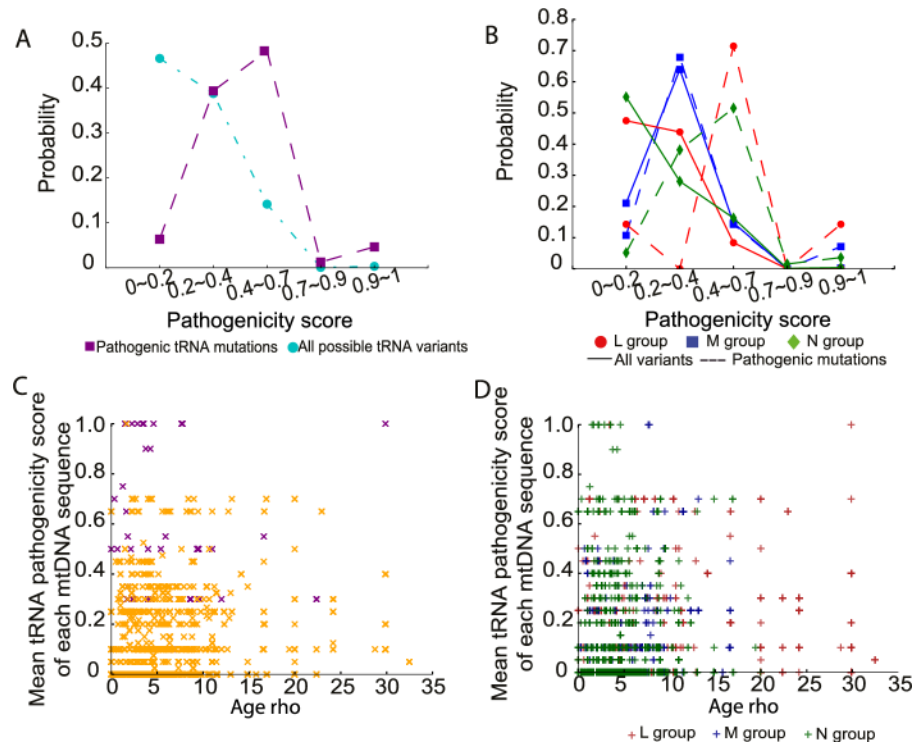 A
0.5
0.4
0.3
0.2
0.1
0
Probability
0~0.2
0.2~0.4
0.4~0.7
0.7~0.9
0.9~1
Pathogenicity score
Pathogenic tRNA mutations
All possible tRNA variants
B
0.8
0.7
0.6
0.5
0.4
0.3
0.2
0.1
0
Probability
0~0.2
0.2~0.4
0.4~0.7
0.7~0.9
0.9~1
Pathogenicity score
L group
M group
N group
All variants
Pathogenic mutations
C
Mean tRNA pathogenicity score
of each mtDNA sequence
1.0
0.8
0.6
0.4
0.2
0
0
5
10
15
20
25
30
35
Age rho
D
Mean tRNA pathogenicity score
of each mtDNA sequence
1.0
0.8
0.6
0.4
0.2
0
0
5
10
15
20
25
30
35
Age rho
L group
M group
N group